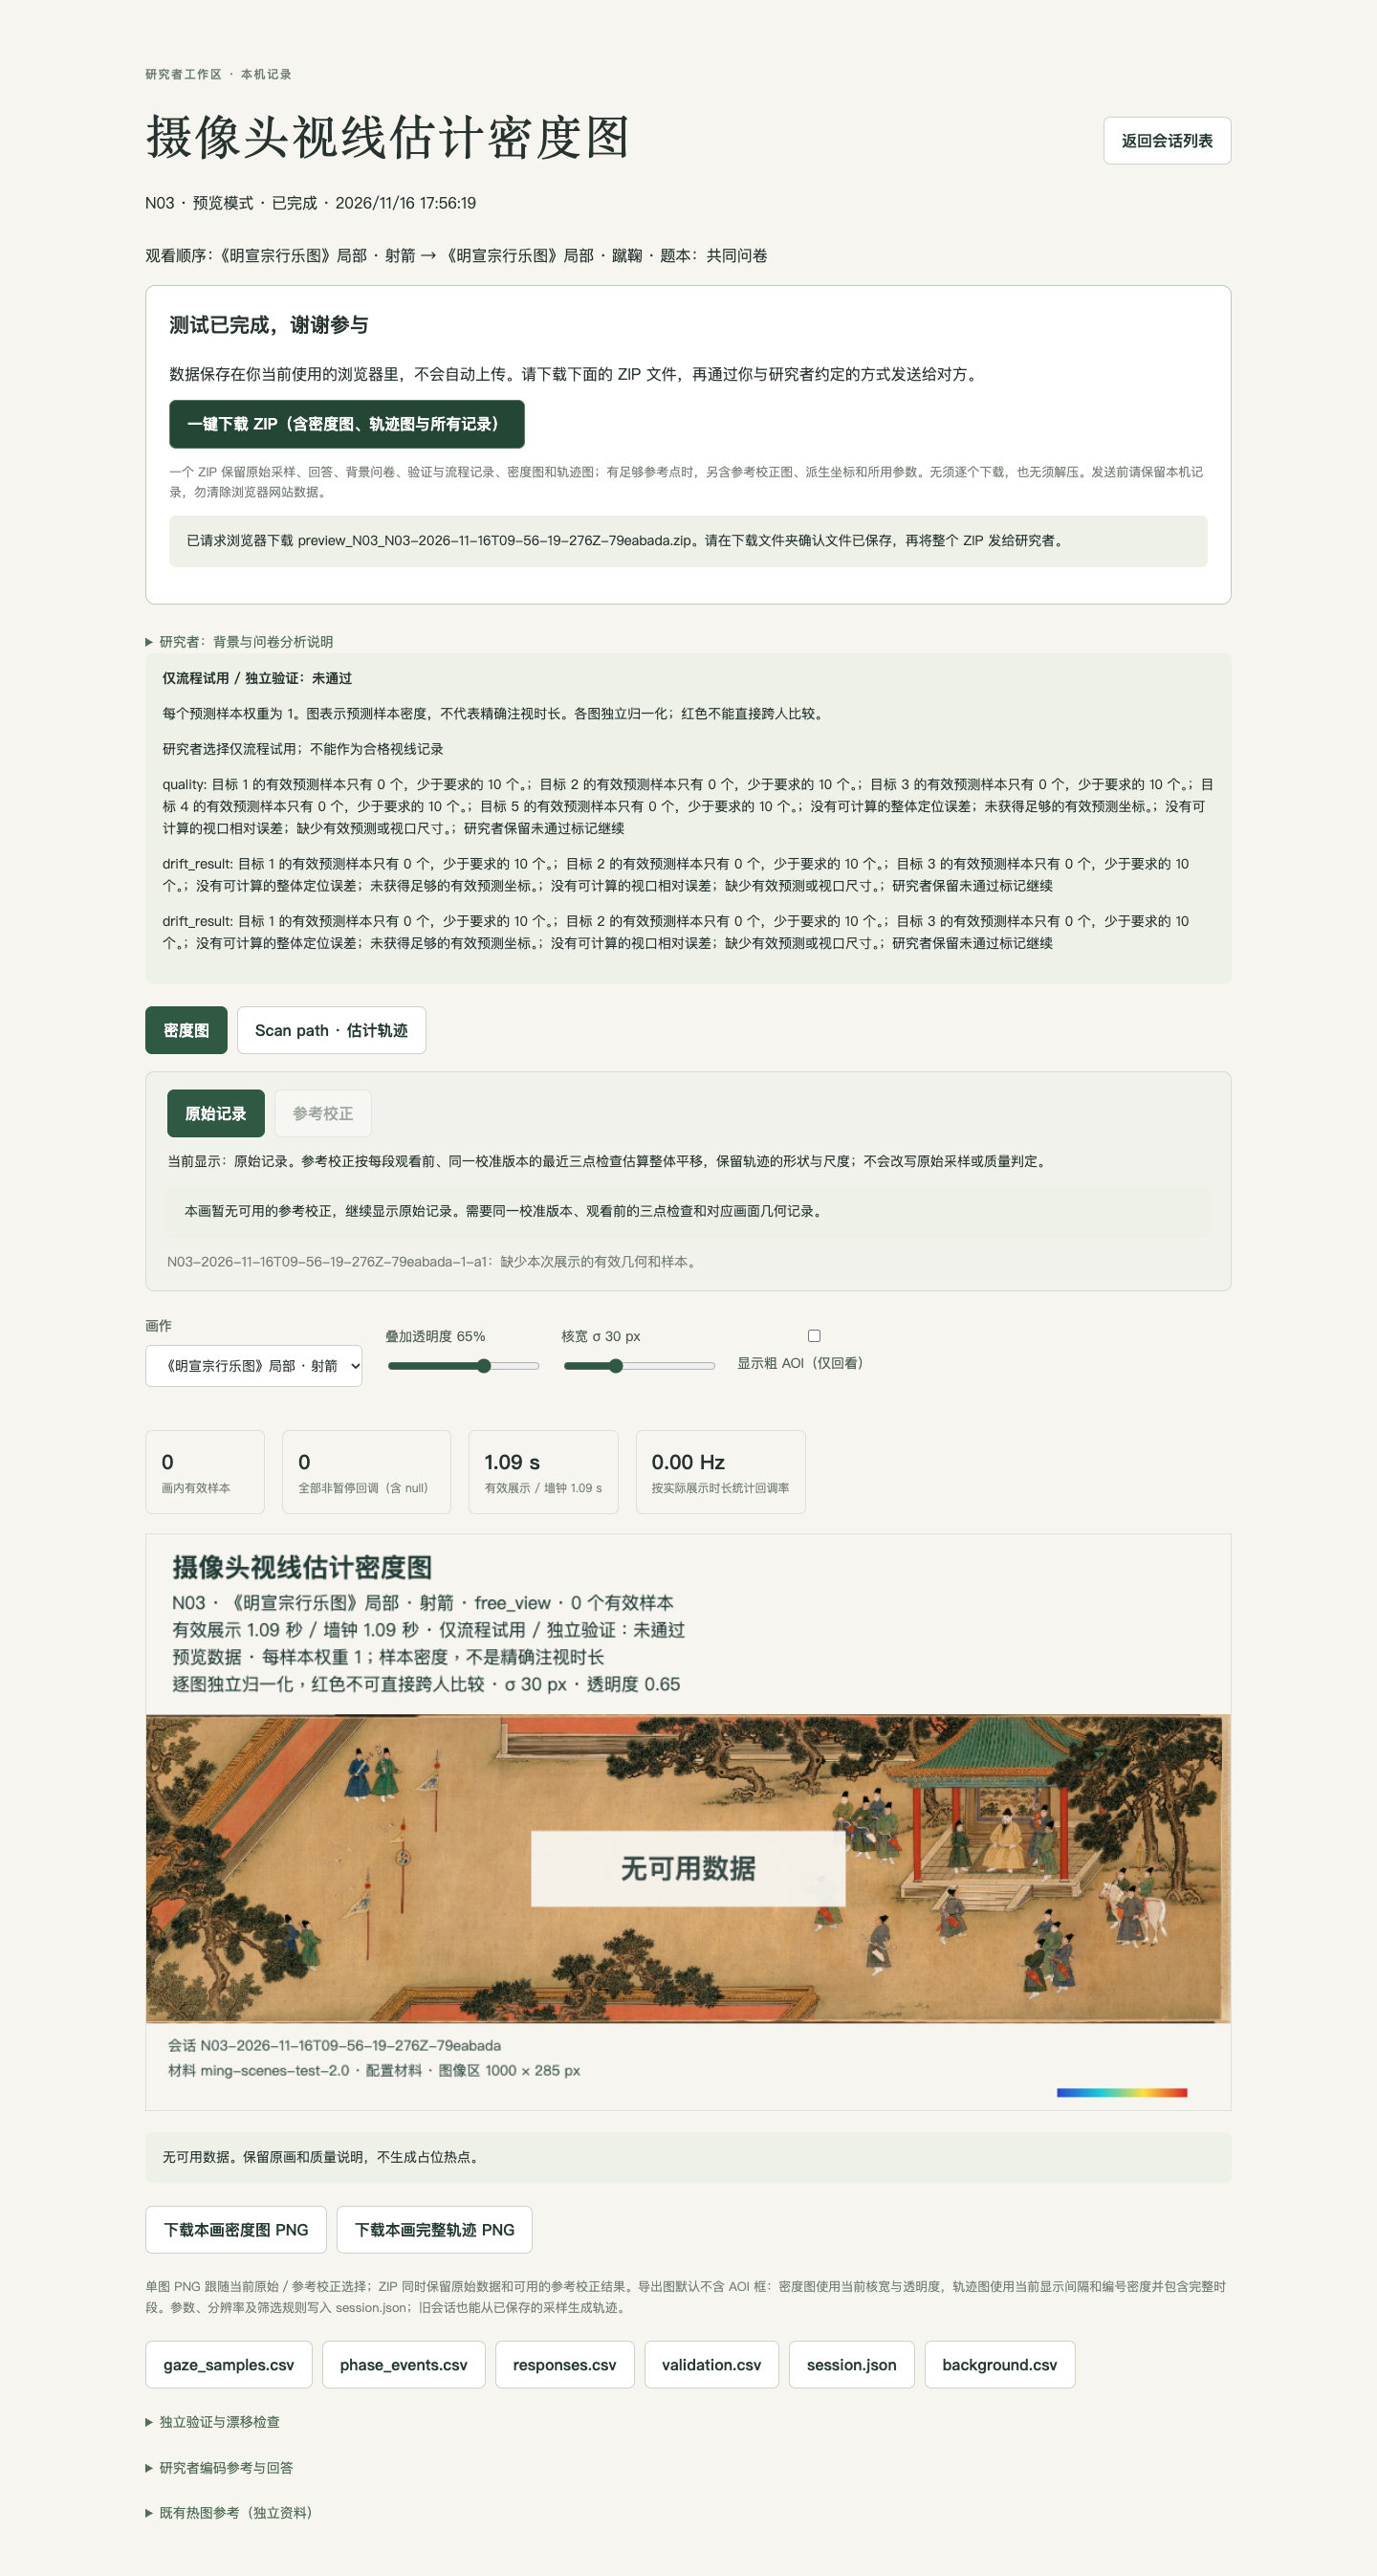 研究者工作区 · 本机记录
摄像头视线估计密度图
返回会话列表
N03 · 预览模式 · 已完成 · 2026/11/16 17:56:19
观看顺序：《明宣宗行乐图》局部 · 射箭 → 《明宣宗行乐图》局部 · 蹴鞠 · 题本：共同问卷
测试已完成，谢谢参与
数据保存在你当前使用的浏览器里，不会自动上传。请下载下面的 ZIP 文件，再通过你与研究者约定的方式发送给对方。
一键下载 ZIP（含密度图、轨迹图与所有记录）
一个 ZIP 保留原始采样、回答、背景问卷、验证与流程记录、密度图和轨迹图；有足够参考点时，另含参考校正图、派生坐标和所用参数。无须逐个下载，也无须解压。发送前请保留本机记
录，勿清除浏览器网站数据。
已请求浏览器下载 preview_N03_N03-2026-11-16T09-56-19-276Z-79eabada.zip。请在下载文件夹确认文件已保存，再将整个 ZIP 发给研究者。
▶ 研究者：背景与问卷分析说明
仅流程试用 / 独立验证：未通过
每个预测样本权重为 1。图表示预测样本密度，不代表精确注视时长。各图独立归一化；红色不能直接跨人比较。
研究者选择仅流程试用；不能作为合格视线记录
quality: 目标 1 的有效预测样本只有 0 个，少于要求的 10 个。；目标 2 的有效预测样本只有 0 个，少于要求的 10 个。；目标 3 的有效预测样本只有 0 个，少于要求的 10 个。；目
标 4 的有效预测样本只有 0 个，少于要求的 10 个。；目标 5 的有效预测样本只有 0 个，少于要求的 10 个。；没有可计算的整体定位误差；未获得足够的有效预测坐标。；没有可
计算的视口相对误差；缺少有效预测或视口尺寸。；研究者保留未通过标记继续
drift_result: 目标 1 的有效预测样本只有 0 个，少于要求的 10 个。；目标 2 的有效预测样本只有 0 个，少于要求的 10 个。；目标 3 的有效预测样本只有 0 个，少于要求的 10
个。；没有可计算的整体定位误差；未获得足够的有效预测坐标。；没有可计算的视口相对误差；缺少有效预测或视口尺寸。；研究者保留未通过标记继续
drift_result: 目标 1 的有效预测样本只有 0 个，少于要求的 10 个。；目标 2 的有效预测样本只有 0 个，少于要求的 10 个。；目标 3 的有效预测样本只有 0 个，少于要求的 10
个。；没有可计算的整体定位误差；未获得足够的有效预测坐标。；没有可计算的视口相对误差；缺少有效预测或视口尺寸。；研究者保留未通过标记继续
密度图
Scan path · 估计轨迹
原始记录
参考校正
当前显示：原始记录。参考校正按每段观看前、同一校准版本的最近三点检查估算整体平移，保留轨迹的形状与尺度；不会改写原始采样或质量判定。
本画暂无可用的参考校正，继续显示原始记录。需要同一校准版本、观看前的三点检查和对应画面几何记录。
N03-2026-11-16T09-56-19-276Z-79eabada-1-a1：缺少本次展示的有效几何和样本。
画作
《明宣宗行乐图》局部 · 射箭
叠加透明度 65%
核宽 σ 30 px
显示粗 AOI（仅回看）
0
画内有效样本
0
全部非暂停回调（含 null）
1.09 s
有效展示 / 墙钟 1.09 s
0.00 Hz
按实际展示时长统计回调率
摄像头视线估计密度图
N03 · 《明宣宗行乐图》局部 · 射箭 · free_view · 0 个有效样本
有效展示 1.09 秒 / 墙钟 1.09 秒 · 仅流程试用 / 独立验证：未通过
预览数据 · 每样本权重 1；样本密度，不是精确注视时长
逐图独立归一化，红色不可直接跨人比较 · σ 30 px · 透明度 0.65
无可用数据
会话 N03-2026-11-16T09-56-19-276Z-79eabada
材料 ming-scenes-test-2.0 · 配置材料 · 图像区 1000 × 285 px
无可用数据。保留原画和质量说明，不生成占位热点。
下载本画密度图 PNG
下载本画完整轨迹 PNG
单图 PNG 跟随当前原始 / 参考校正选择；ZIP 同时保留原始数据和可用的参考校正结果。导出图默认不含 AOI 框：密度图使用当前核宽与透明度，轨迹图使用当前显示间隔和编号密度并包含完整时
段。参数、分辨率及筛选规则写入 session.json；旧会话也能从已保存的采样生成轨迹。
gaze_samples.csv
phase_events.csv
responses.csv
validation.csv
session.json
background.csv
▶ 独立验证与漂移检查
▶ 研究者编码参考与回答
▶ 既有热图参考（独立资料）